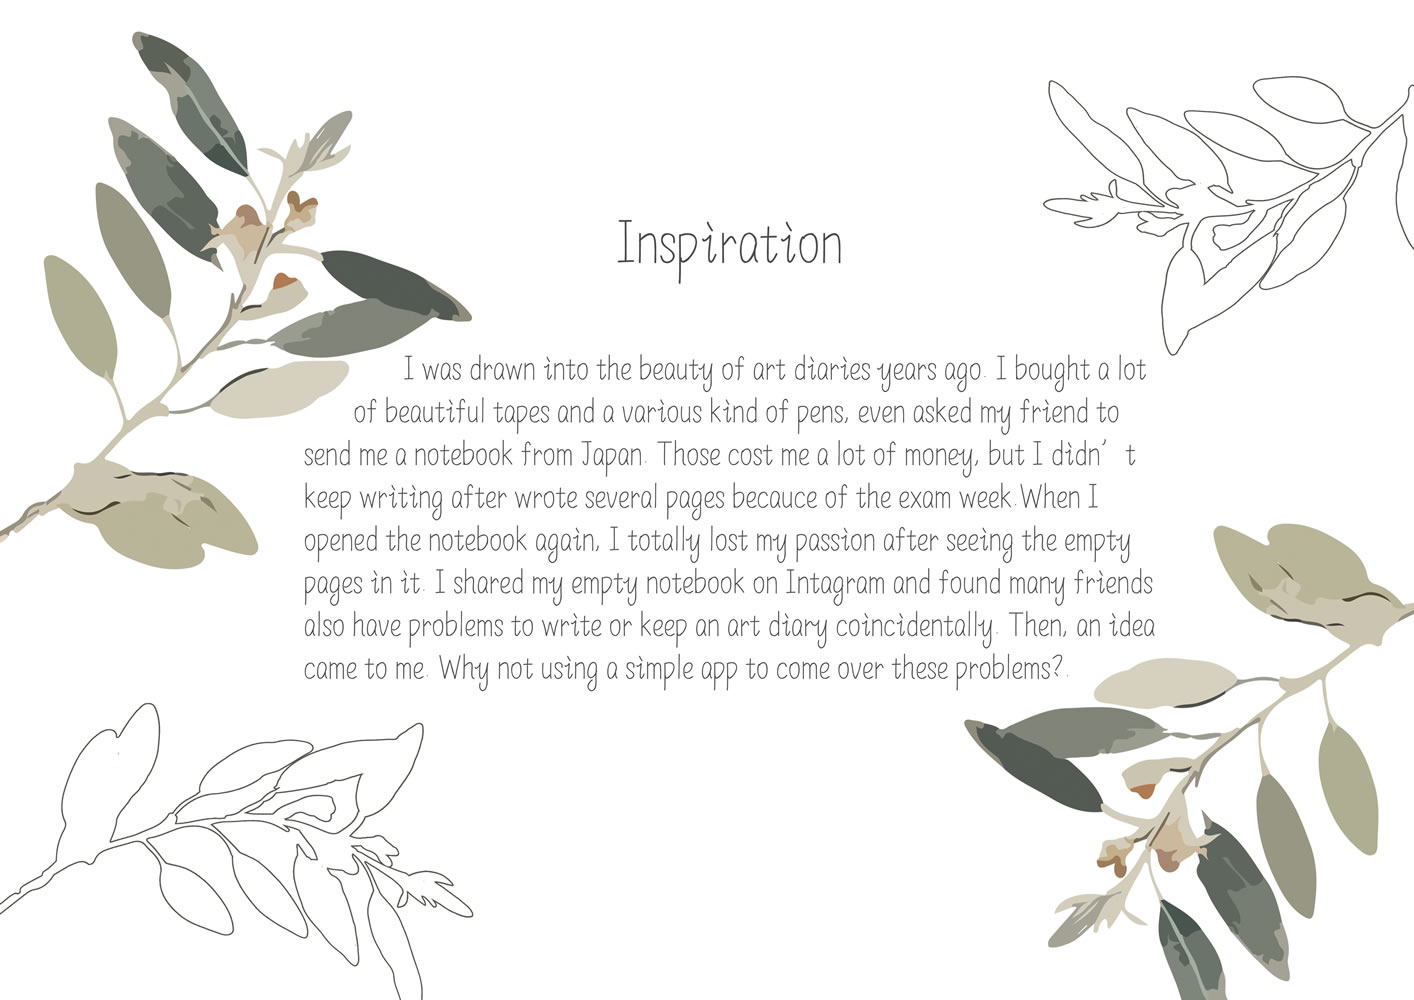 Inspiration
I was drawn into the beauty of art diaries years ago. I bought a lot
of beautiful tapes and a various kind of pens, even asked my friend to
send me a notebook from Japan. Those cost me a lot of money, but I didn’ t
keep writing after wrote several pages becauce of the exam week.When I
opened the notebook again, I totally lost my passion after seeing the empty
pages in it. I shared my empty notebook on Intagram and found many friends
also have problems to write or keep an art diary coincidentally. Then, an idea
came to me. Why not using a simple app to come over these problems?.